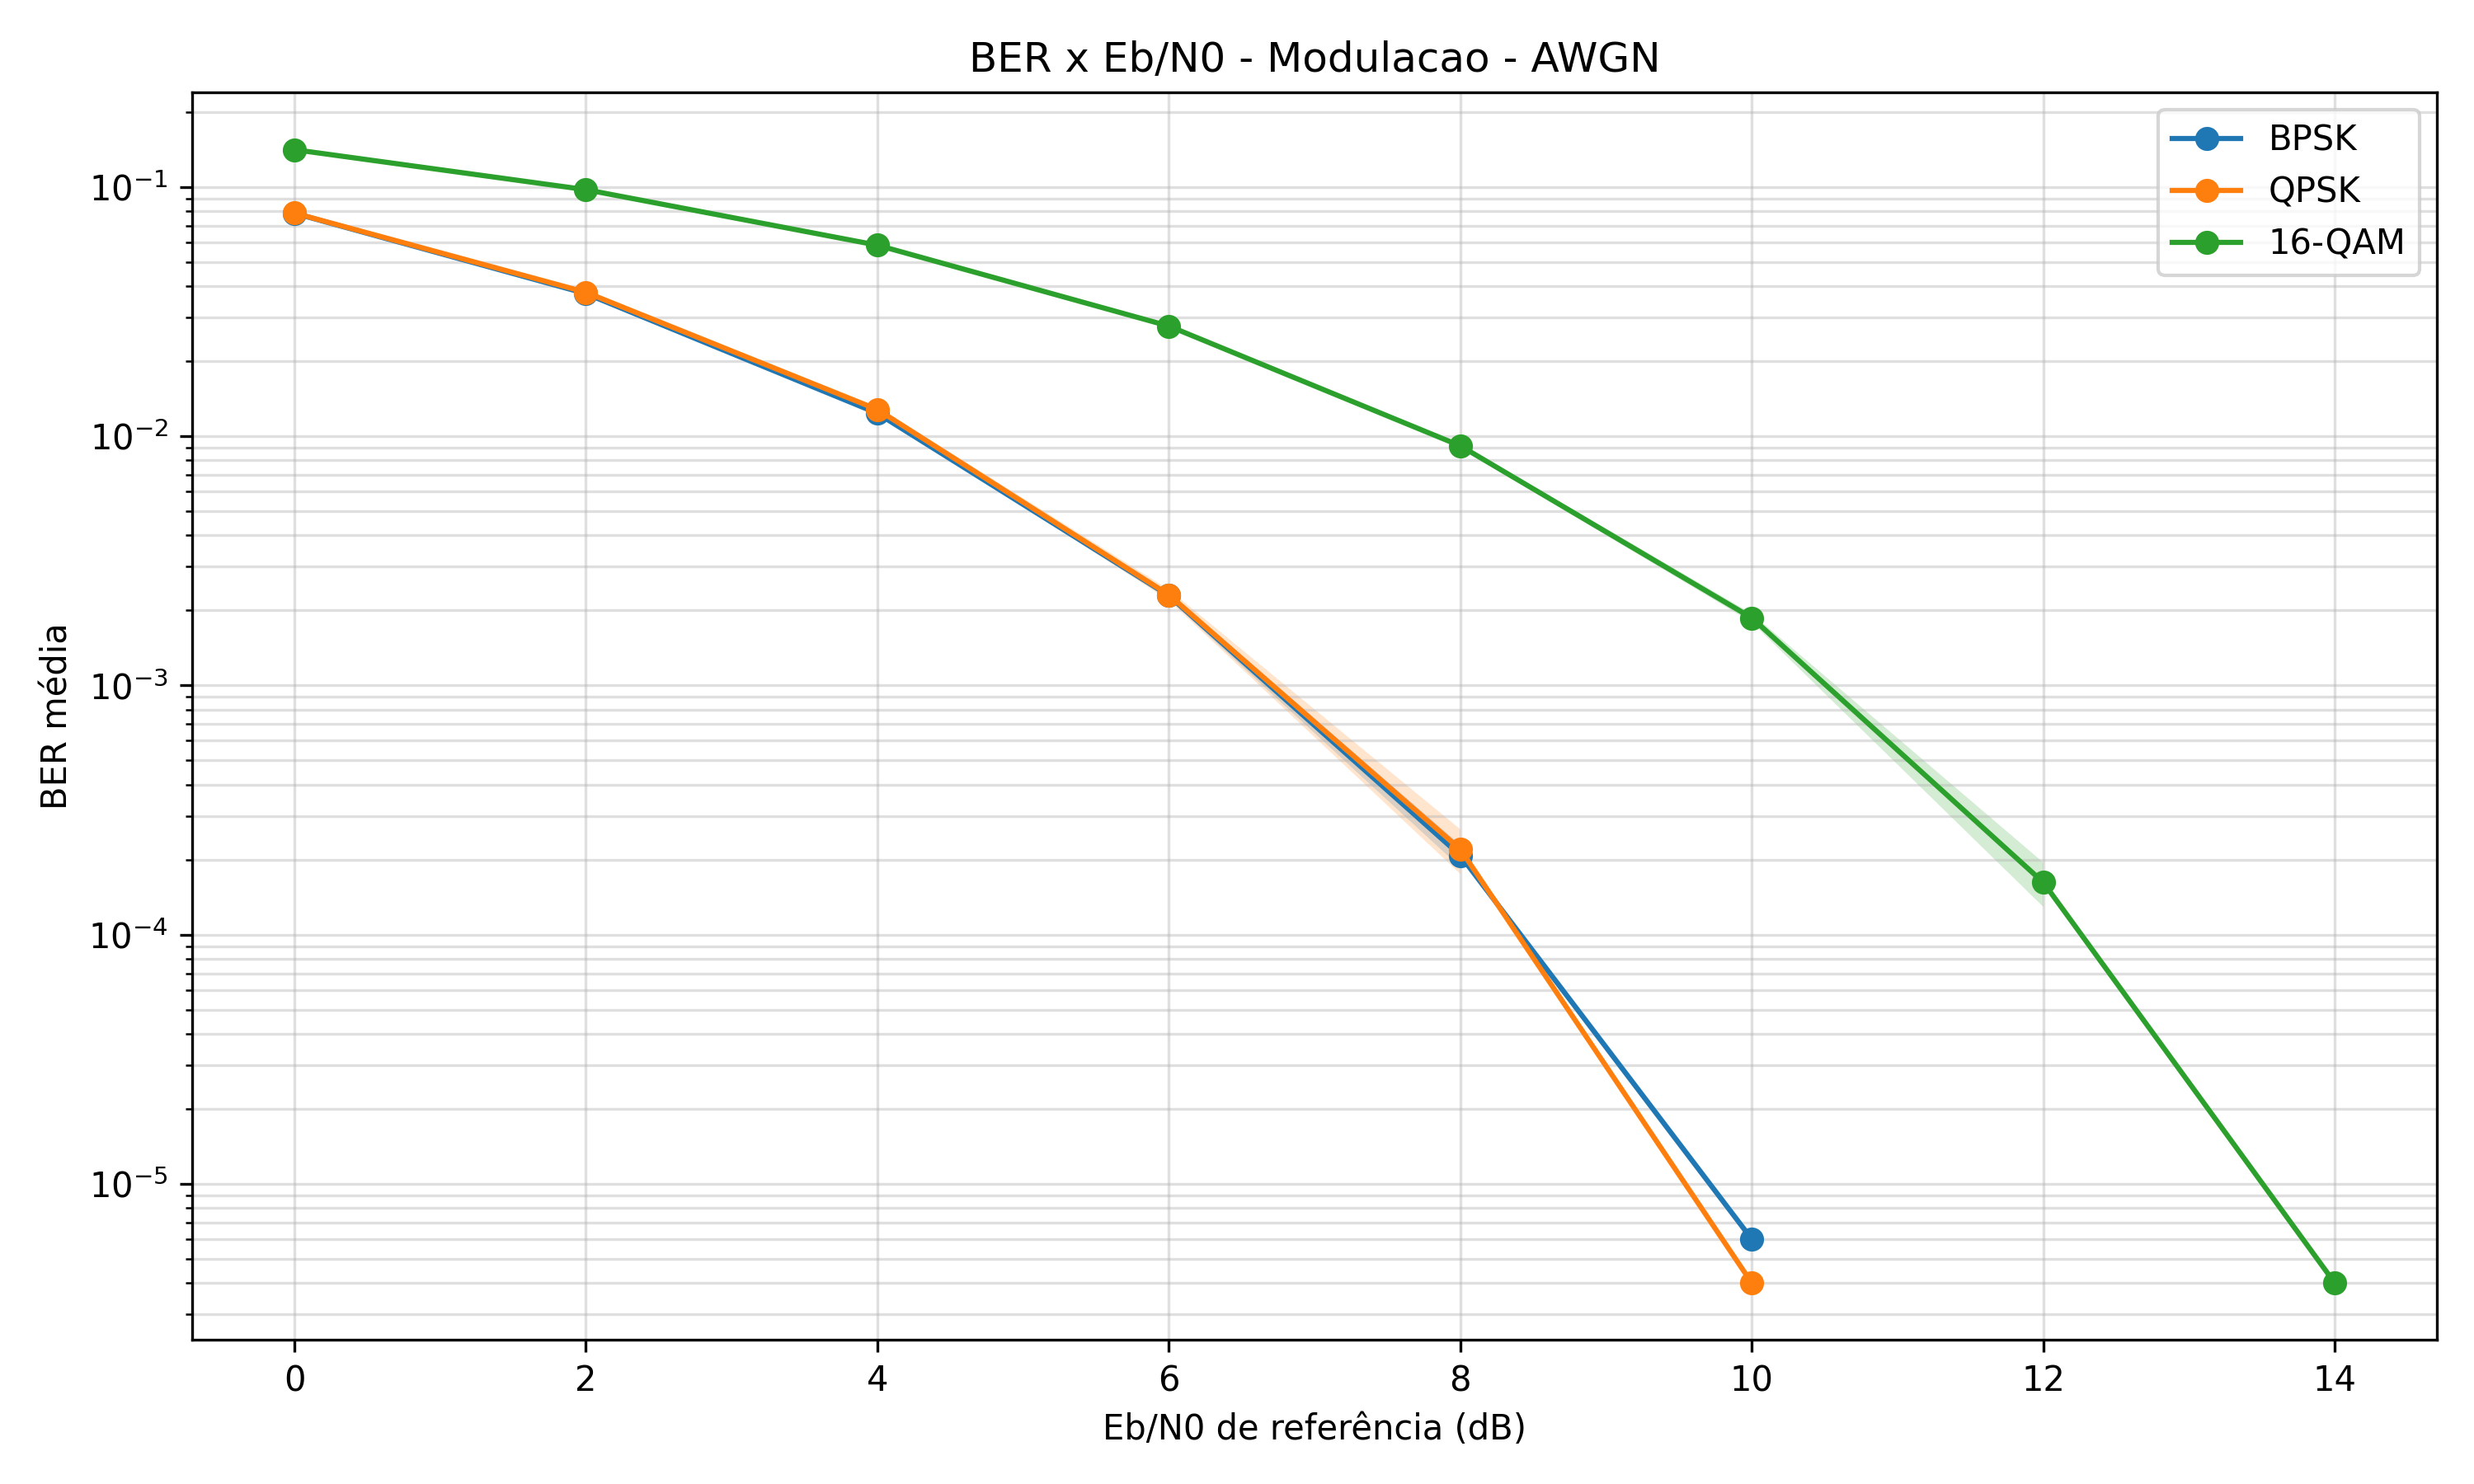 BER x Eb/N0 - Modulacao - AWGN
BPSK
QPSK
16-QAM
10⁻¹
10⁻²
10⁻³
10⁻⁴
10⁻⁵
BER média
0 2 4 6 8 10 12 14
Eb/N0 de referência (dB)